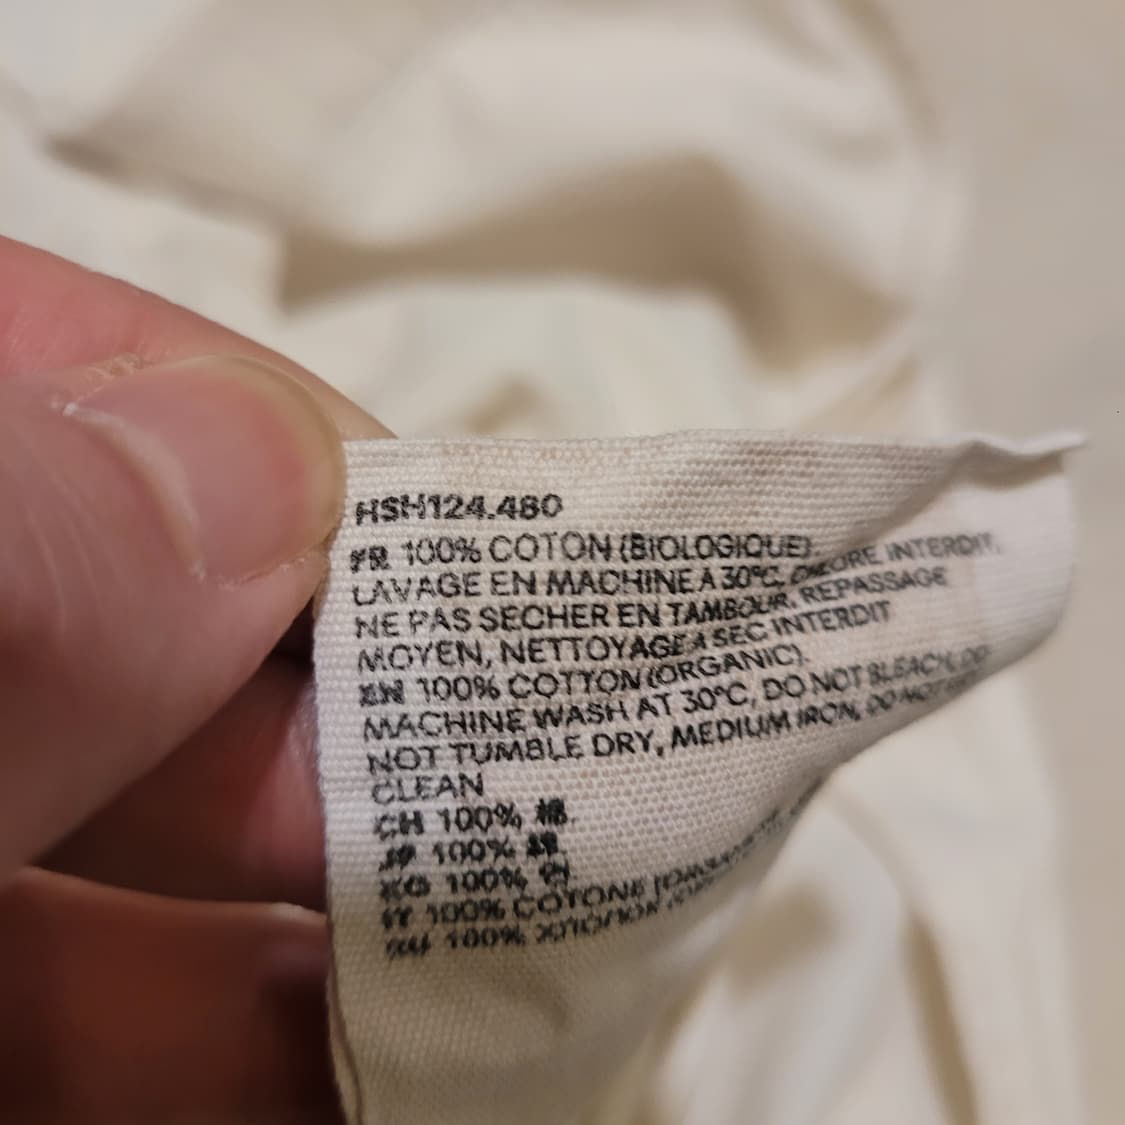 HSH124.480
FR 100% COTON (BIOLOGIQUE).
LAVAGE EN MACHINE A 30°C, CHLORE INTERDIT,
NE PAS SECHER EN TAMBOUR, REPASSAGE
MOYEN, NETTOYAGE A SEC INTERDIT
EN 100% COTTON (ORGANIC).
MACHINE WASH AT 30°C, DO NOT BLEACH, DO
NOT TUMBLE DRY, MEDIUM IRON, DO NOT
CLEAN
CH 100% 棉.
JP 100%
KO 100% 면
IT 100% COTONE
RU 100%